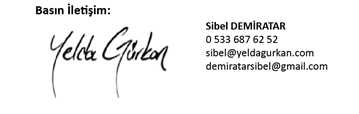 Basın İletişim:
Yelda Gürkan
Sibel DEMİRATAR
0 533 687 62 52
sibel@yeldagurkan.com
demiratarsibel@gmail.com